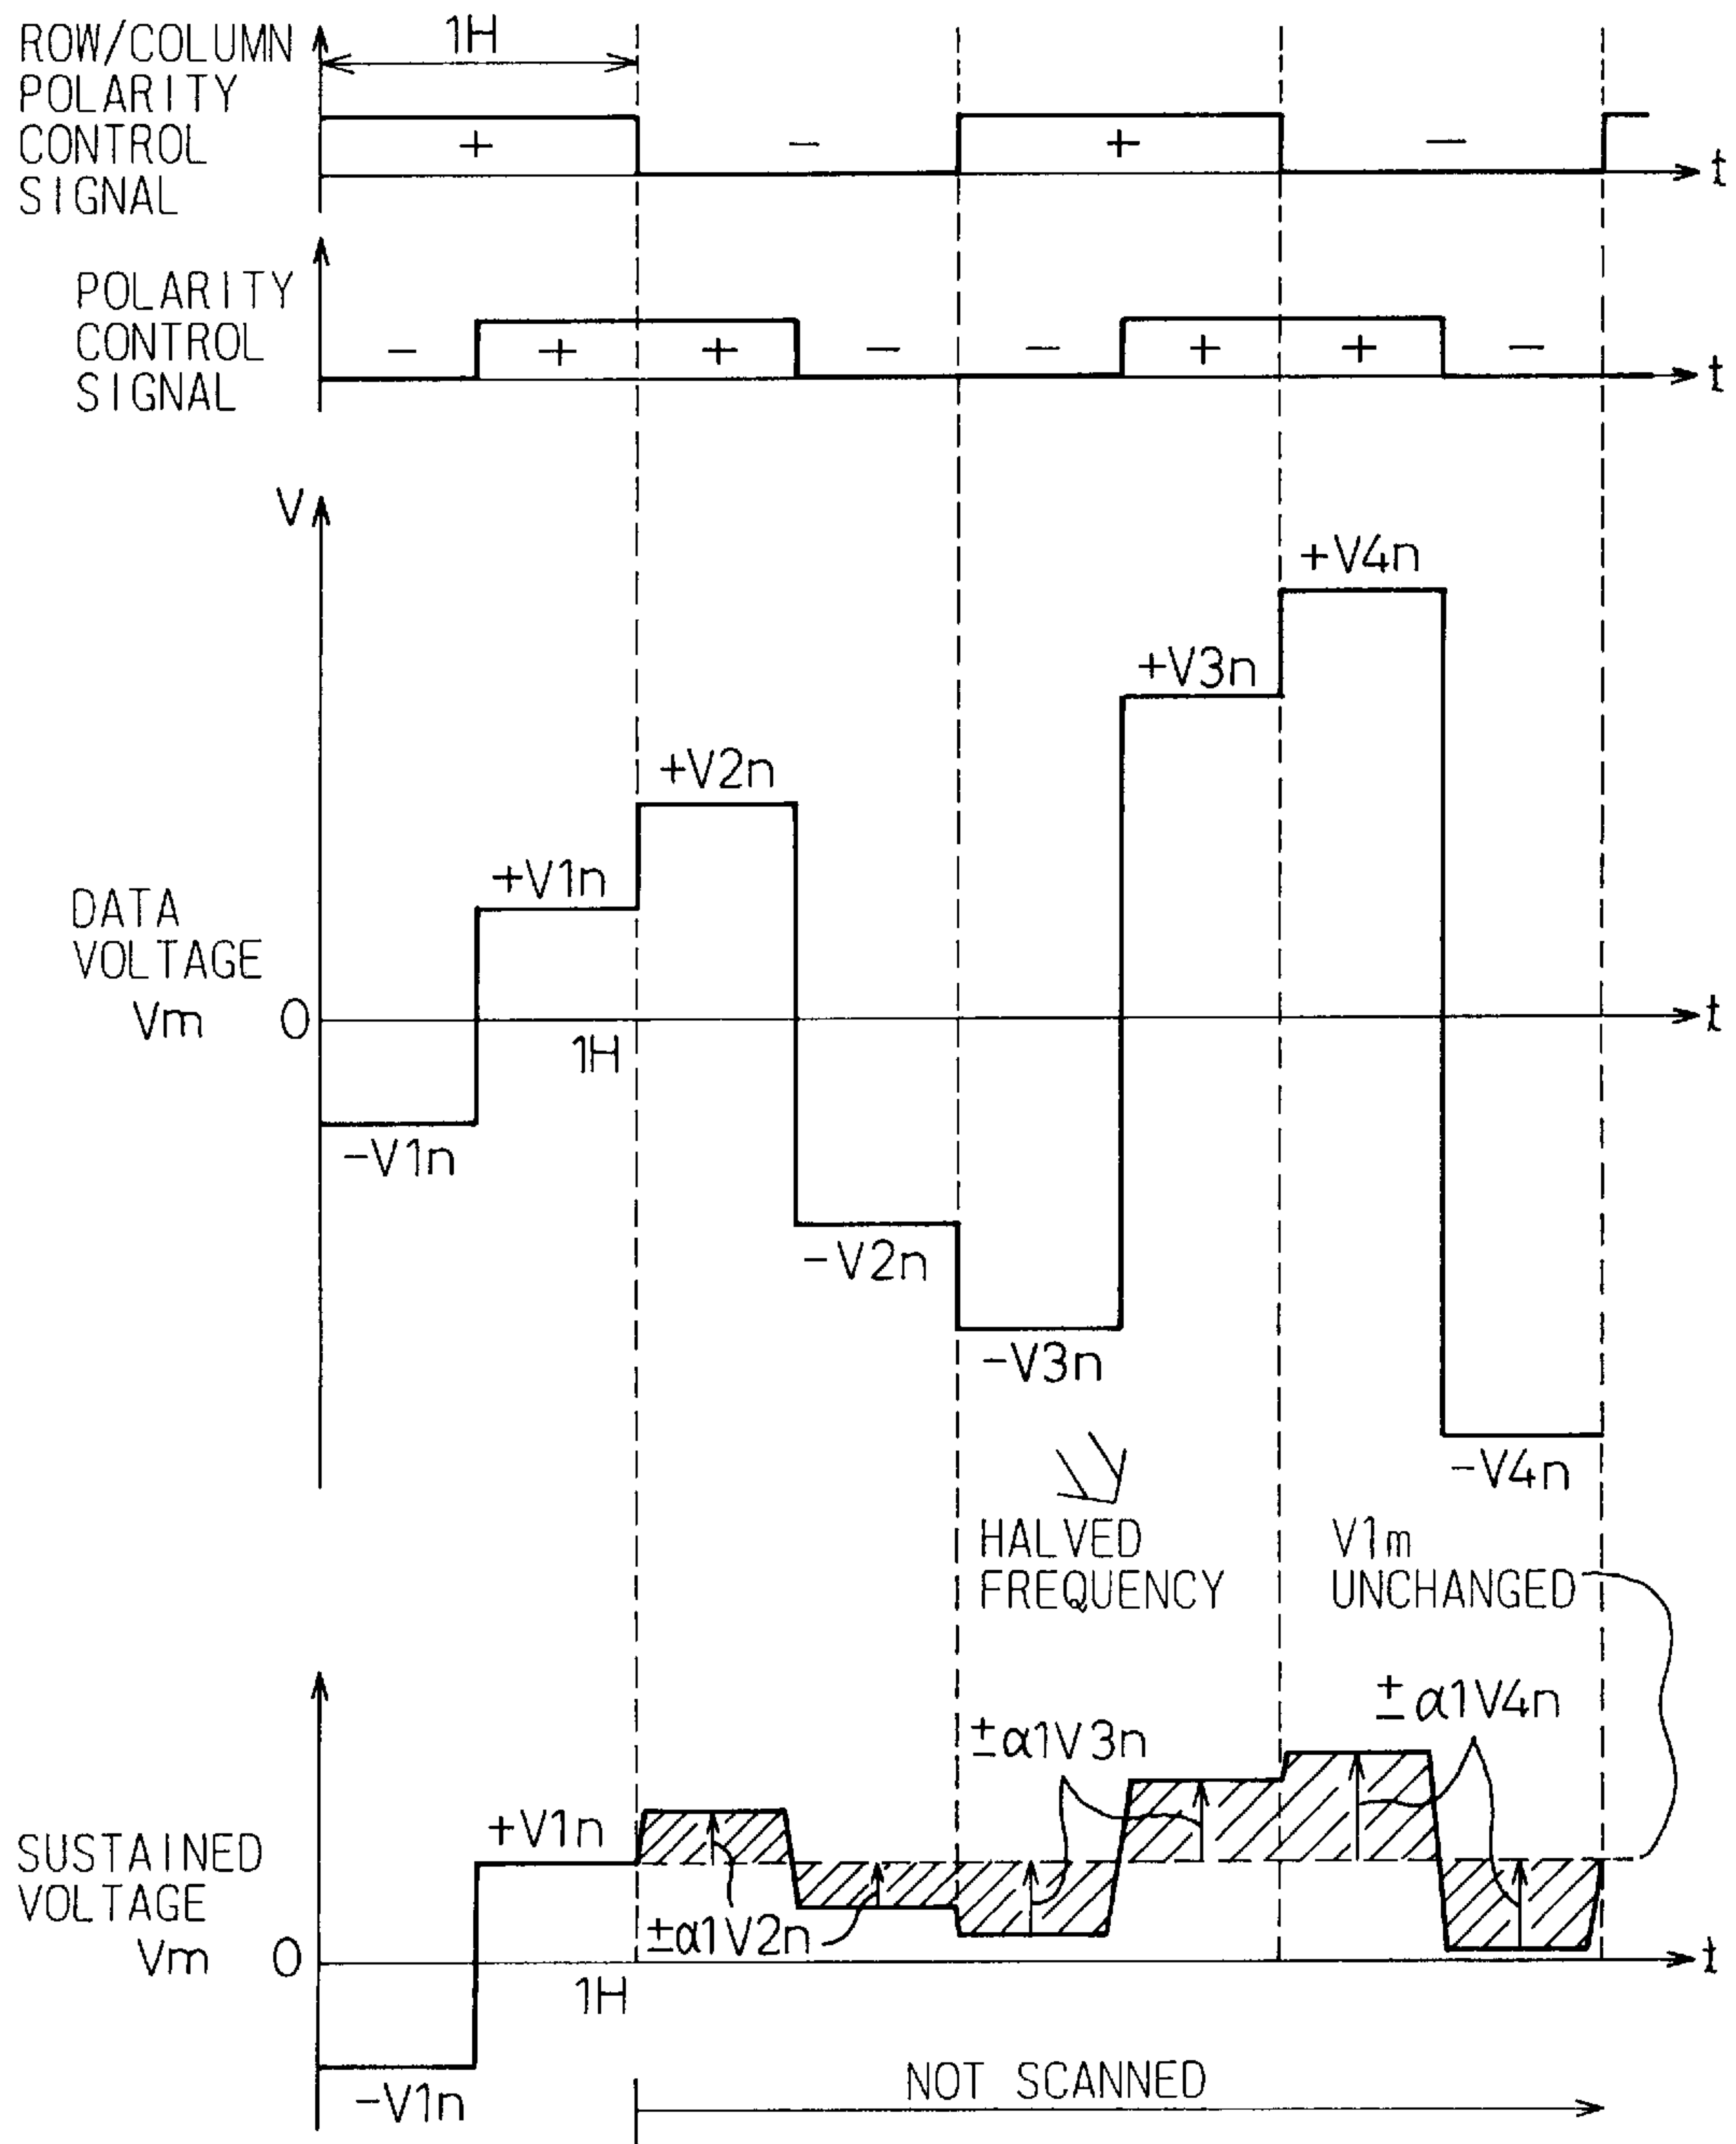 ROW/COLUMN
POLARITY
CONTROL
SIGNAL
1H
+
−
+
−
t
POLARITY
CONTROL
SIGNAL
−
+
+
−
−
+
+
−
t
V
+V4n
+V3n
+V2n
+V1n
DATA
VOLTAGE
Vm
0
t
1H
−V1n
−V2n
−V3n
−V4n
HALVED
FREQUENCY
V1m
UNCHANGED
±α1V4n
±α1V3n
+V1n
SUSTAINED
VOLTAGE
Vm
±α1V2n
0
t
1H
NOT SCANNED
−V1n